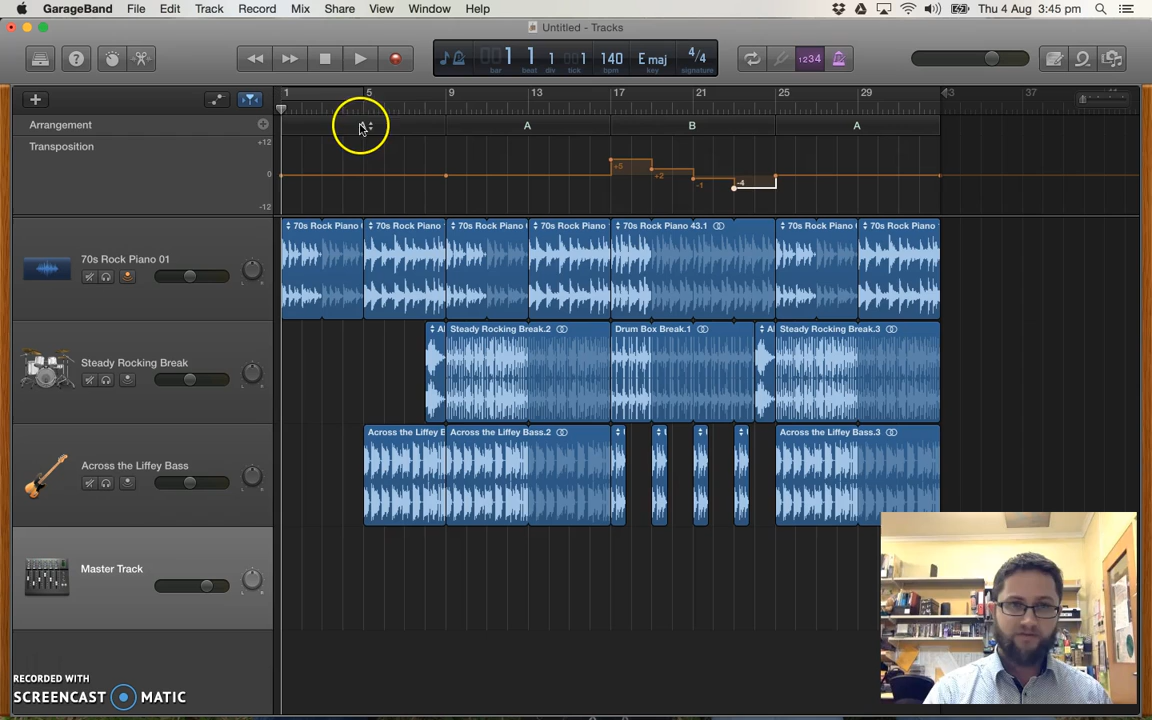 GarageBand File Edit Track Record Mix Share View Window Help Thu 4 Aug 3:45 pm
Untitled - Tracks
1 1 1 1 140 E maj 4/4 1234
bar beat div tick bpm key signature
1 5 9 13 17 21 25 29 33 37
Arrangement A A B A
Transposition +12
0
-12
+5 +2 -1 -4
70s Rock Piano 70s Rock Piano 70s Rock Piano 70s Rock Piano 70s Rock Piano 43.1 70s Rock Piano 70s Rock Piano
70s Rock Piano 01
L R
Steady Rocking Break.2 Drum Box Break.1 Steady Rocking Break.3
Steady Rocking Break
L R
Across the Liffey B Across the Liffey Bass.2 Across the Liffey Bass.3
Across the Liffey Bass
L R
Master Track
L R
RECORDED WITH
SCREENCAST MATIC